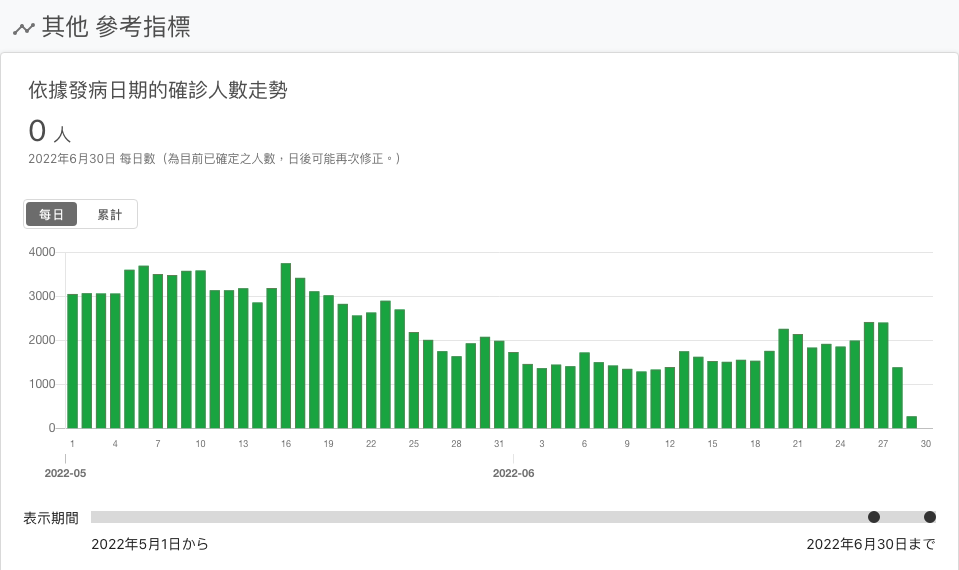 其他 參考指標
依據發病日期的確診人數走勢
0 人
2022年6月30日 每日數（為目前已確定之人數，日後可能再次修正。）
每日 累計
4000
3000
2000
1000
0
1 4 7 10 13 16 19 22 25 28 31 3 6 9 12 15 18 21 24 27 30
2022-05 2022-06
表示期間
2022年5月1日から 2022年6月30日まで